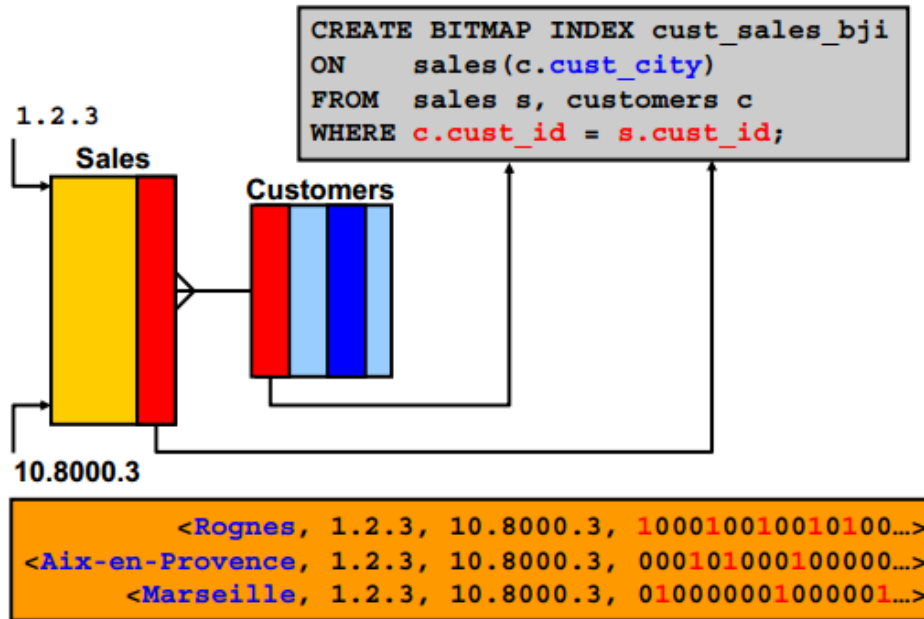 CREATE BITMAP INDEX cust_sales_bji
ON sales(c.cust_city)
FROM sales s, customers c
WHERE c.cust_id = s.cust_id;
1.2.3
Sales
Customers
10.8000.3
<Rognes, 1.2.3, 10.8000.3, 10001001001010100…>
<Aix-en-Provence, 1.2.3, 10.8000.3, 000101000100000…>
<Marseille, 1.2.3, 10.8000.3, 010000001000001…>